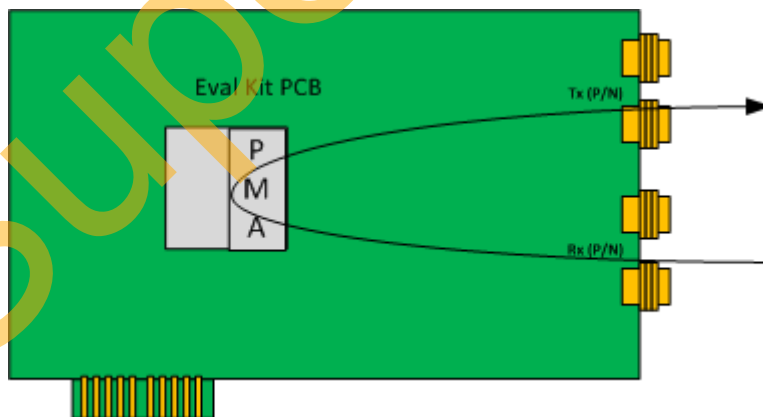 Eval Kit PCB
Tx (P/N)
P
M
A
Rx (P/N)